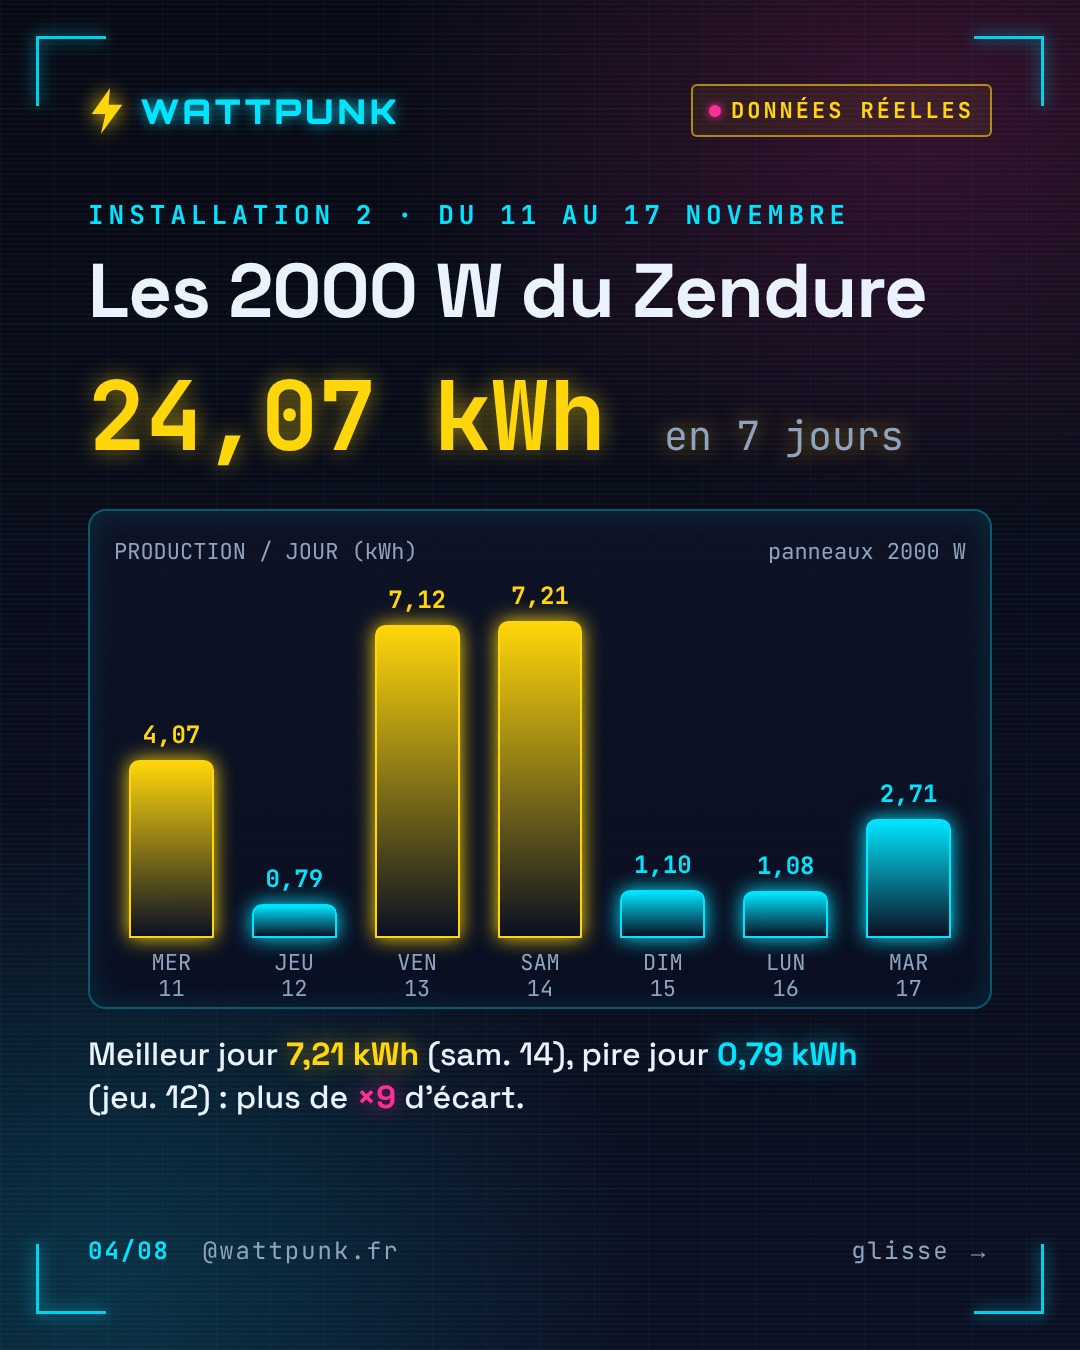 WATTPUNK
DONNÉES RÉELLES
INSTALLATION 2 · DU 11 AU 17 NOVEMBRE
Les 2000 W du Zendure
24,07 kWh en 7 jours
PRODUCTION / JOUR (kWh)
panneaux 2000 W
4,07
0,79
7,12
7,21
1,10
1,08
2,71
MER
11
JEU
12
VEN
13
SAM
14
DIM
15
LUN
16
MAR
17
Meilleur jour 7,21 kWh (sam. 14), pire jour 0,79 kWh
(jeu. 12) : plus de ×9 d’écart.
04/08 @wattpunk.fr
glisse →